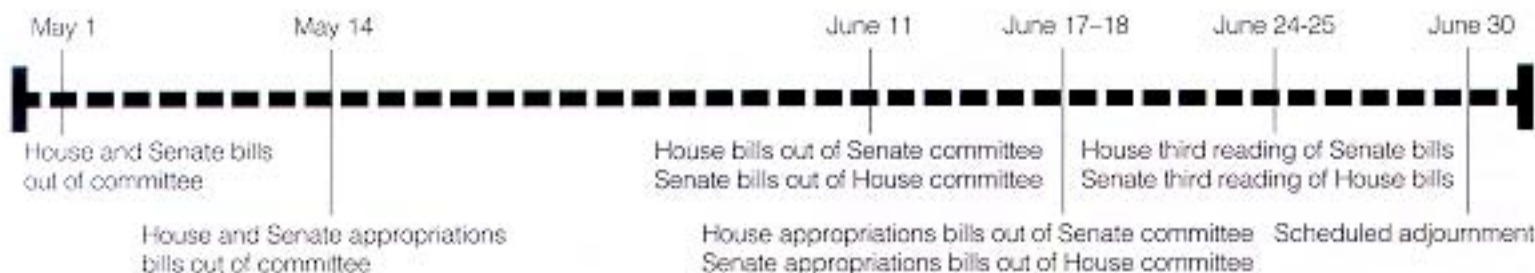 May 1
May 14
June 11
June 17–18
June 24-25
June 30
House and Senate bills
out of committee
House bills out of Senate committee
Senate bills out of House committee
House third reading of Senate bills
Senate third reading of House bills
House and Senate appropriations
bills out of committee
House appropriations bills out of Senate committee
Senate appropriations bills out of House committee
Scheduled adjournment